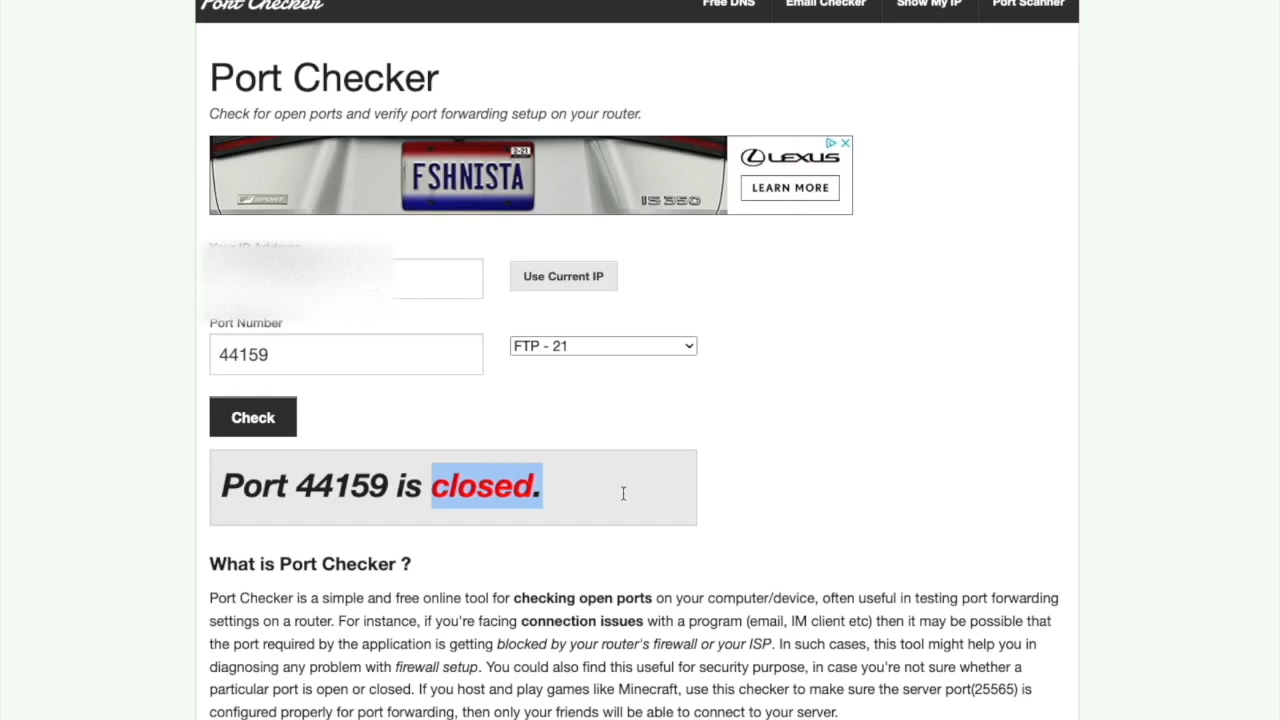 Port Checker
Free DNS
Email Checker
Show My IP
Port Scanner
Port Checker
Check for open ports and verify port forwarding setup on your router.
2-21
FSHNISTA
SPORT
IS 350
LEXUS
LEARN MORE
Your IP Address
Use Current IP
Port Number
44159
FTP - 21
Check
Port 44159 is closed.
What is Port Checker ?
Port Checker is a simple and free online tool for checking open ports on your computer/device, often useful in testing port forwarding
settings on a router. For instance, if you're facing connection issues with a program (email, IM client etc) then it may be possible that
the port required by the application is getting blocked by your router's firewall or your ISP. In such cases, this tool might help you in
diagnosing any problem with firewall setup. You could also find this useful for security purpose, in case you're not sure whether a
particular port is open or closed. If you host and play games like Minecraft, use this checker to make sure the server port(25565) is
configured properly for port forwarding, then only your friends will be able to connect to your server.